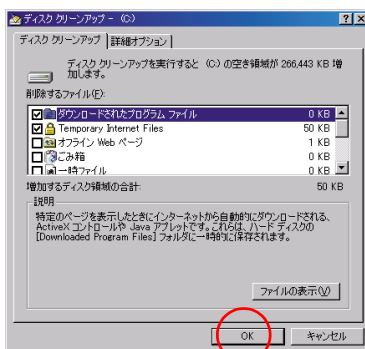 ディスク クリーンアップ - (C:)
ディスク クリーンアップ 詳細オプション
ディスク クリーンアップを実行すると (C:) の空き領域が 266,443 KB 増
加します。
削除するファイル(F):
ダウンロードされたプログラム ファイル 0 KB
Temporary Internet Files 50 KB
オフライン Web ページ 1 KB
ごみ箱 0 KB
一時ファイル 0 KB
増加するディスク領域の合計: 50 KB
説明
特定のページを表示したときにインターネットから自動的にダウンロードされる、
ActiveX コントロールや Java アプレットです。これらは、ハード ディスクの
[Downloaded Program Files] フォルダに一時的に保存されます。
ファイルの表示(V)
OK キャンセル